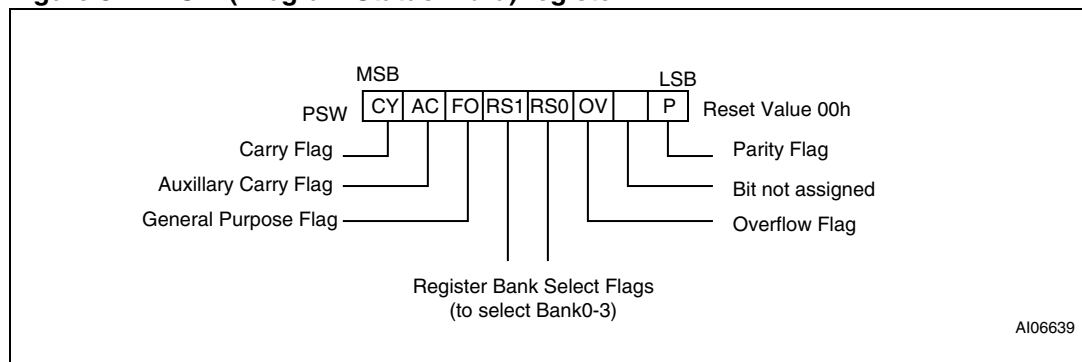 MSB LSB
PSW CY AC FO RS1 RS0 OV P Reset Value 00h
Carry Flag Parity Flag
Auxillary Carry Flag Bit not assigned
General Purpose Flag Overflow Flag
Register Bank Select Flags
(to select Bank0-3)
AI06639